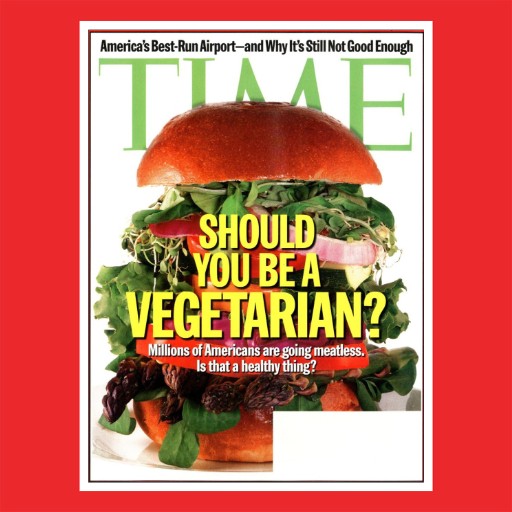 America's Best-Run Airport—and Why It's Still Not Good Enough
TIME
SHOULD
YOU BE A
VEGETARIAN?
Millions of Americans are going meatless.
Is that a healthy thing?